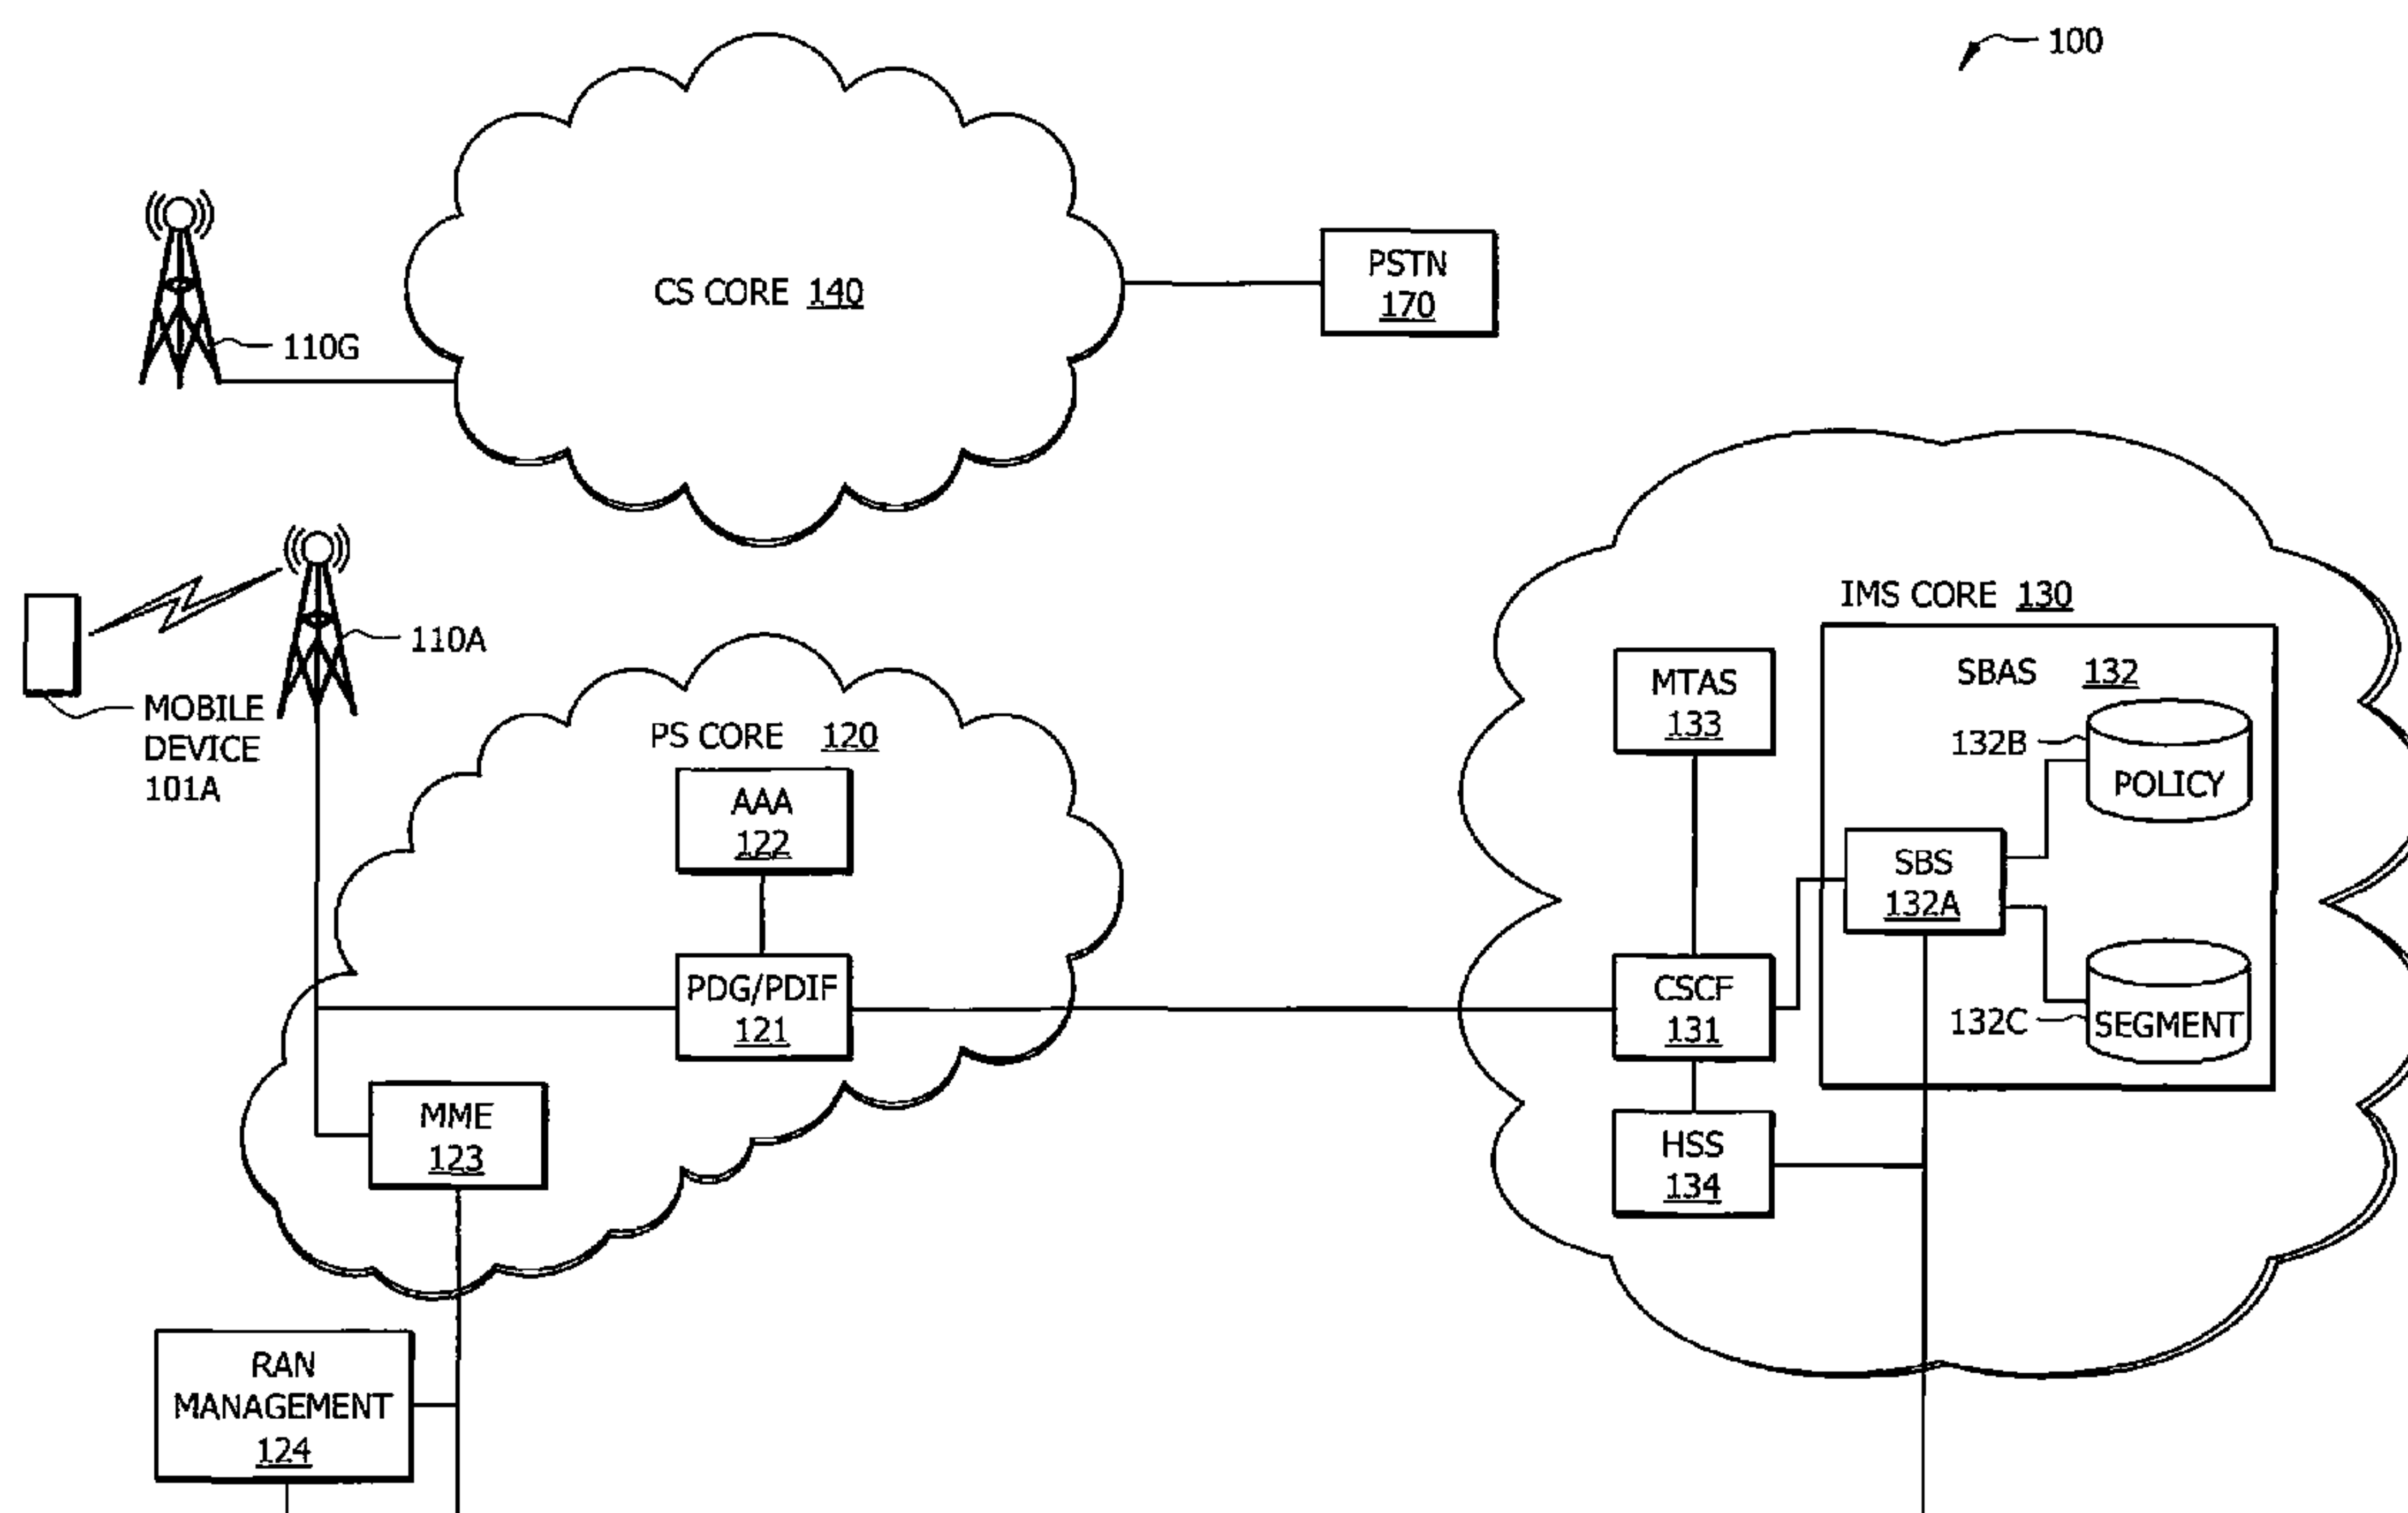 100
CS CORE 140
PSTN
170
110G
110A
MOBILE
DEVICE
101A
PS CORE 120
AAA
122
PDG/PDIF
121
MME
123
RAN
MANAGEMENT
124
IMS CORE 130
MTAS
133
SBAS 132
132B
POLICY
SBS
132A
CSCF
131
132C
SEGMENT
HSS
134